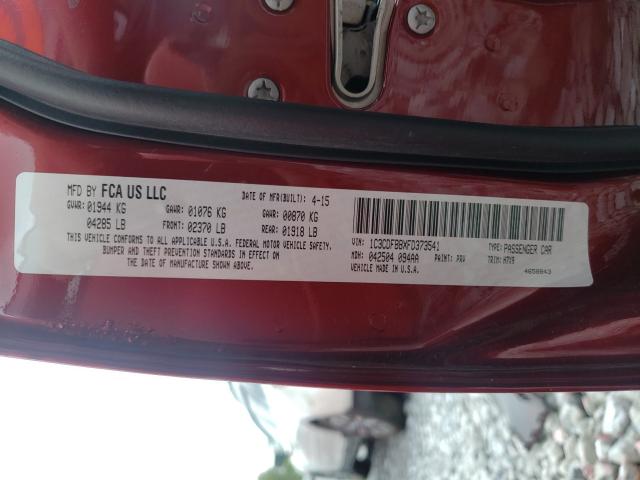 MFD BY FCA US LLC DATE OF MFR(BUILT): 4-15
GVWR: 01944 KG GAWR: 01076 KG GAWR: 00870 KG
04285 LB FRONT: 02370 LB REAR: 01918 LB
THIS VEHICLE CONFORMS TO ALL APPLICABLE U.S.A. FEDERAL MOTOR VEHICLE SAFETY,
BUMPER AND THEFT PREVENTION STANDARDS IN EFFECT ON
THE DATE OF MANUFACTURE SHOWN ABOVE.
VIN: 1C3CDFBBXFD373541 TYPE: PASSENGER CAR
MDH: 042504 094AA PAINT: PRV TRIM: H7X9
4658843